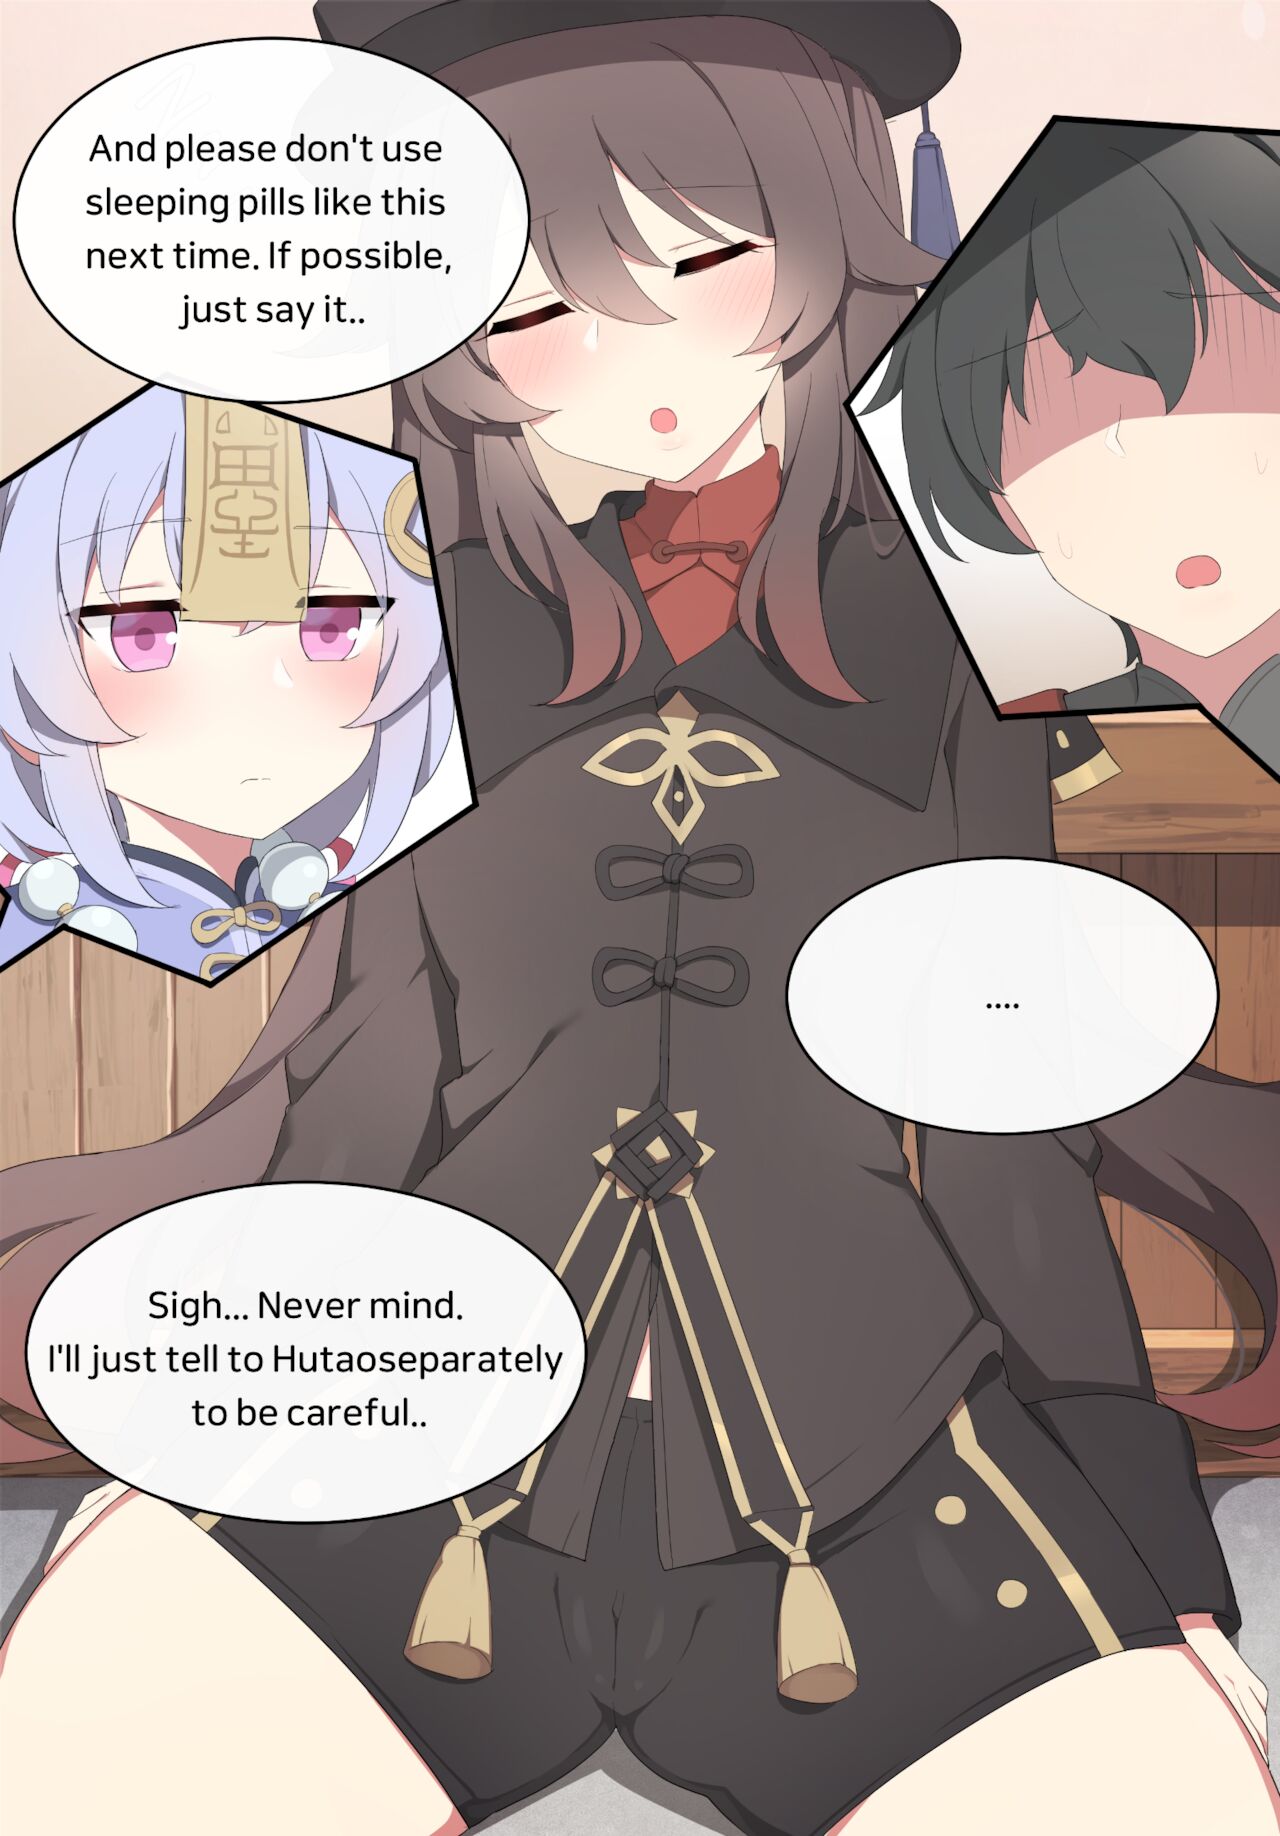 And please don't use
sleeping pills like this
next time. If possible,
just say it..
....
Sigh... Never mind.
I'll just tell to Hutaoseparately
to be careful..